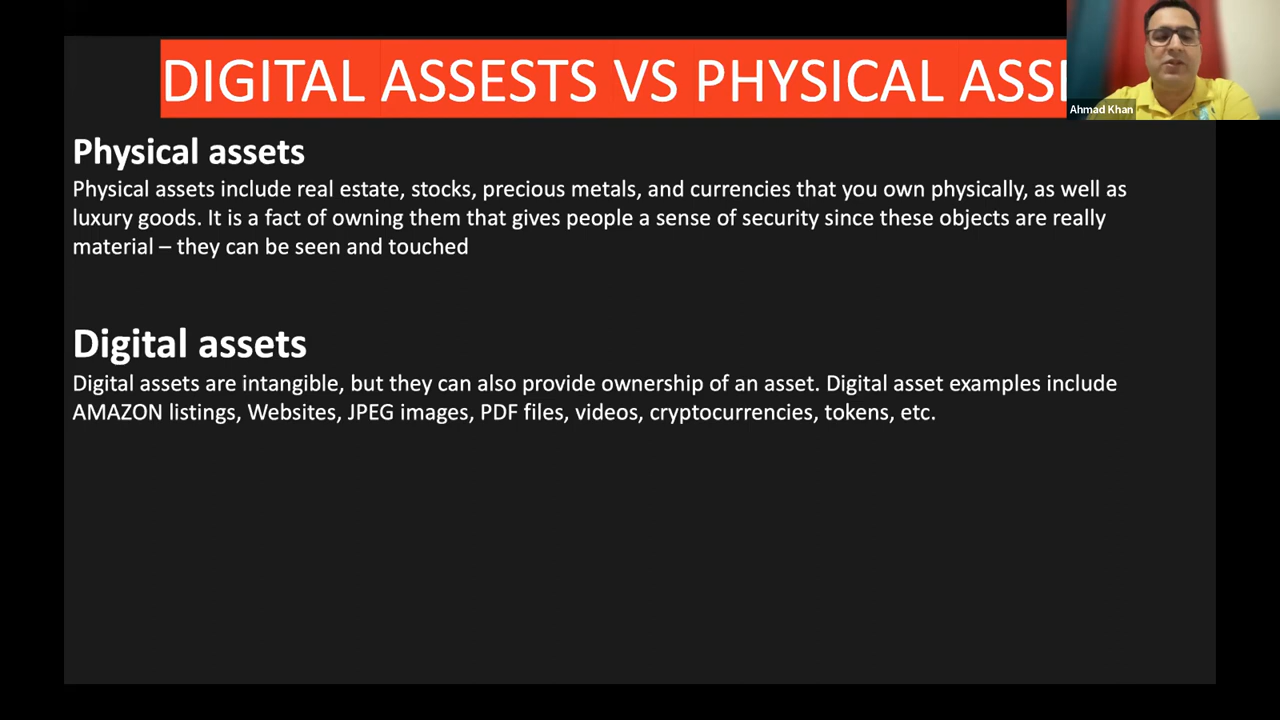 DIGITAL ASSESTS VS PHYSICAL ASSE
Ahmad Khan
Physical assets
Physical assets include real estate, stocks, precious metals, and currencies that you own physically, as well as
luxury goods. It is a fact of owning them that gives people a sense of security since these objects are really
material – they can be seen and touched
Digital assets
Digital assets are intangible, but they can also provide ownership of an asset. Digital asset examples include
AMAZON listings, Websites, JPEG images, PDF files, videos, cryptocurrencies, tokens, etc.